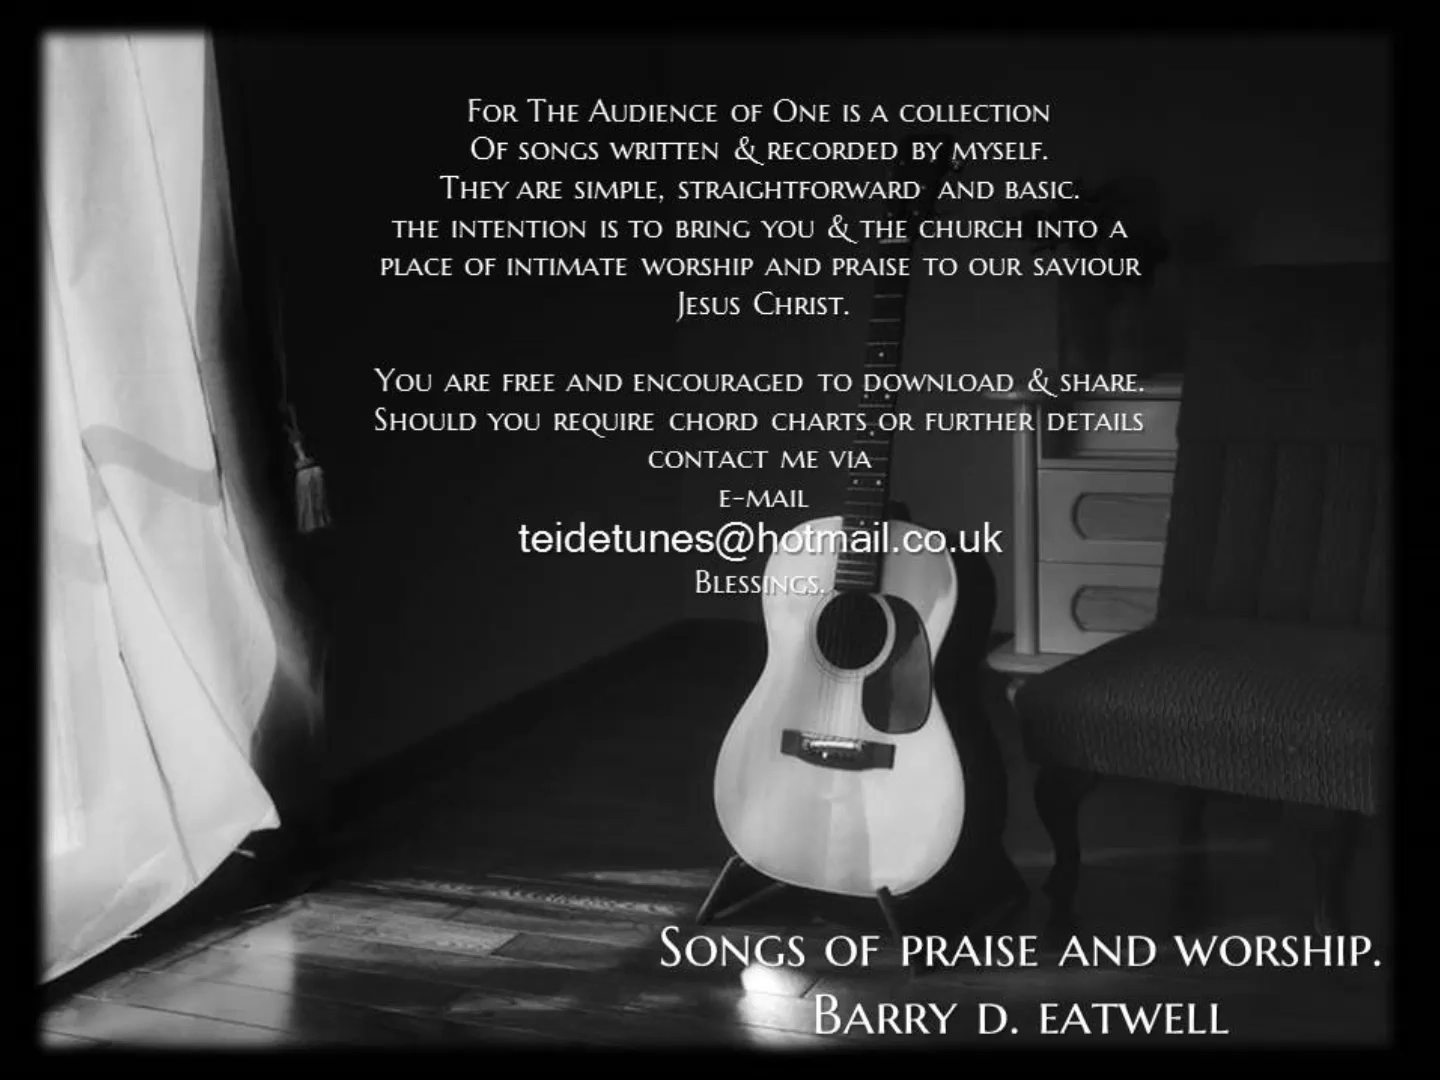 For The Audience of One is a collection
Of songs written & recorded by myself.
They are simple, straightforward and basic.
the intention is to bring you & the church into a
place of intimate worship and praise to our saviour
Jesus Christ.
You are free and encouraged to download & share.
Should you require chord charts or further details
contact me via
e-mail
teidetunes@hotmail.co.uk
Blessings.
Songs of praise and worship.
Barry d. eatwell